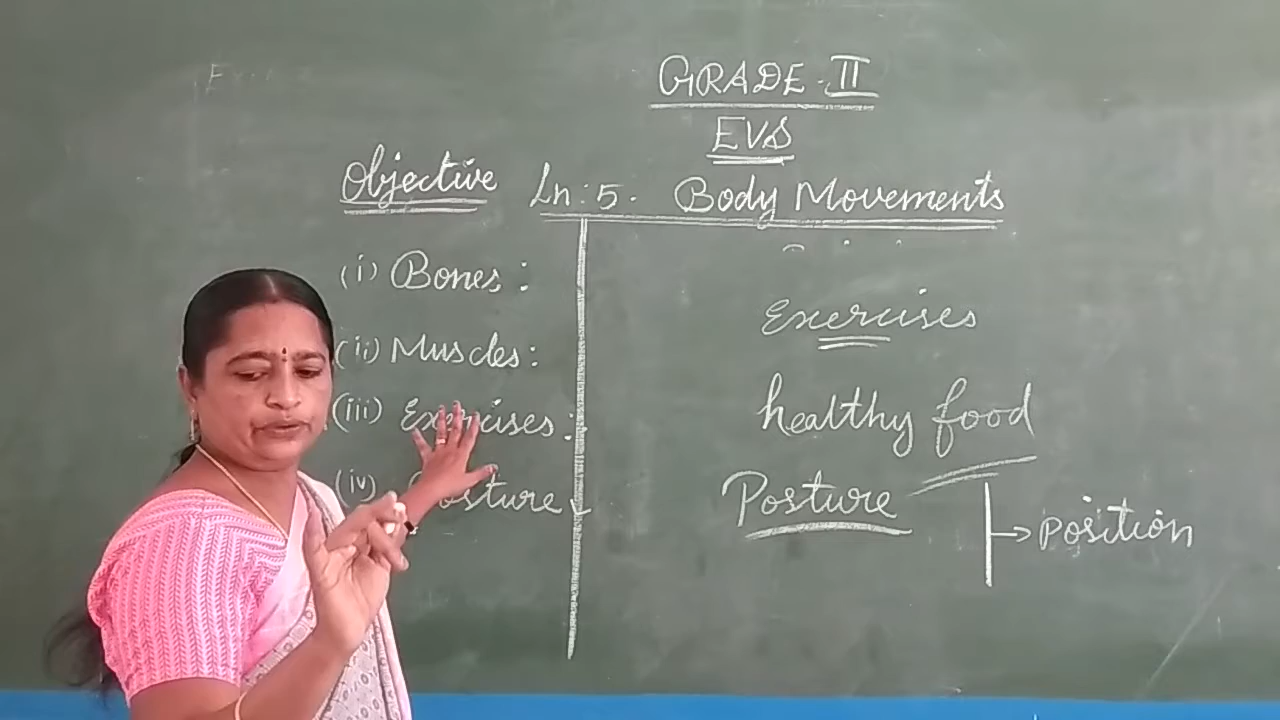 GRADE-II
EVS
Objective Ln:5. Body Movements
(i) Bones:
(ii) Muscles:
(iii) Exercises:
(iv) Posture
Exercises
healthy food
Posture
→ Position